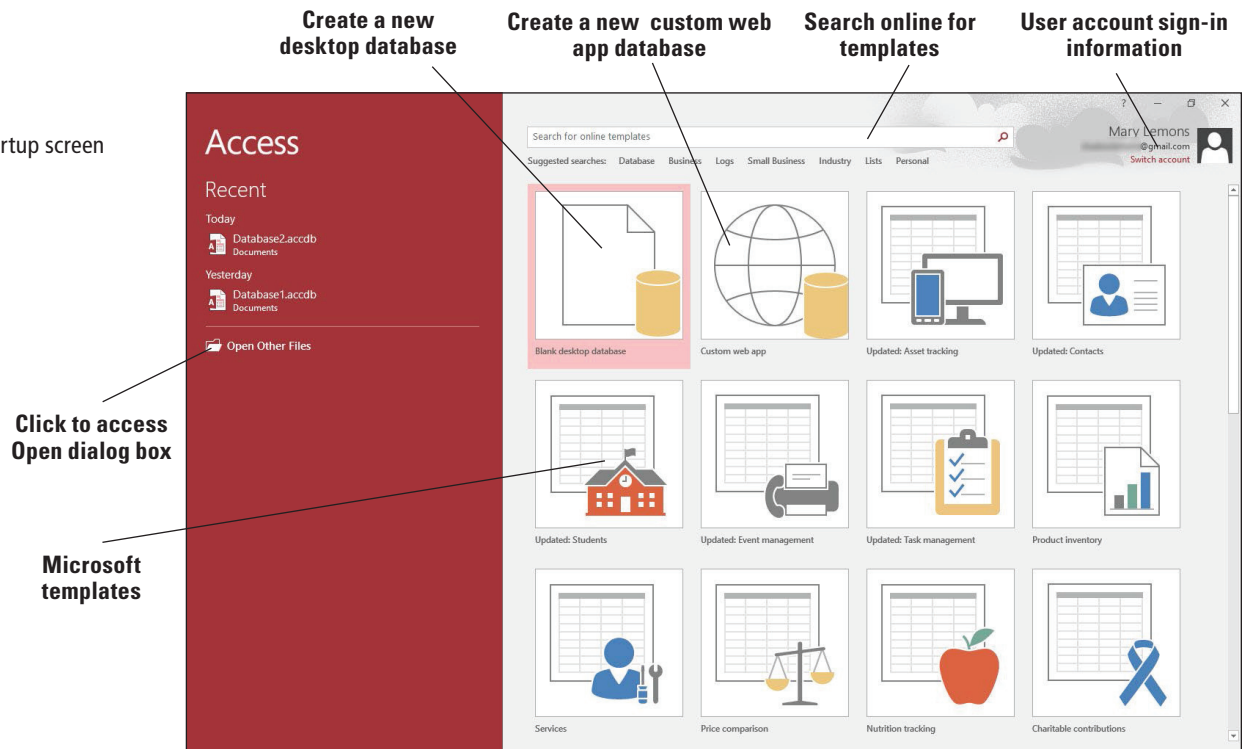 Create a new
desktop database
Create a new custom web
app database
Search online for
templates
User account sign-in
information
rtup screen
Access
Recent
Today
Database2.accdb
Documents
Yesterday
Database1.accdb
Documents
Open Other Files
Search for online templates
Suggested searches: Database Business Logs Small Business Industry Lists Personal
?
Mary Lemons
@gmail.com
Switch account
Blank desktop database
Custom web app
Updated: Asset tracking
Updated: Contacts
Updated: Students
Updated: Event management
Updated: Task management
Product inventory
Services
Price comparison
Nutrition tracking
Charitable contributions
Click to access
Open dialog box
Microsoft
templates